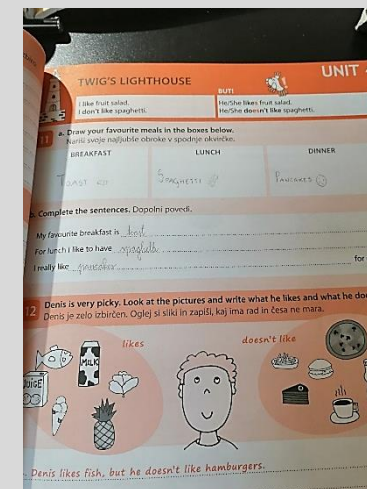 TWIG'S LIGHTHOUSE
UNIT
BUT!
I like fruit salad.
I don't like spaghetti.
He/She likes fruit salad.
He/She doesn't like spaghetti.
11 a. Draw your favourite meals in the boxes below.
Nariši svoje najljubše obroke v spodnje okvirčke.
BREAKFAST LUNCH DINNER
TOAST SPAGHETTI PANCAKES
b. Complete the sentences. Dopolni povedi.
My favourite breakfast is toast
For lunch I like to have spaghetti
I really like pancakes for
12 Denis is very picky. Look at the pictures and write what he likes and what he
Denis je zelo izbirčen. Oglej si sliki in zapiši, kaj ima rad in česa ne mara.
likes doesn't like
MILK
JUICE
Denis likes fish, but he doesn't like hamburgers.